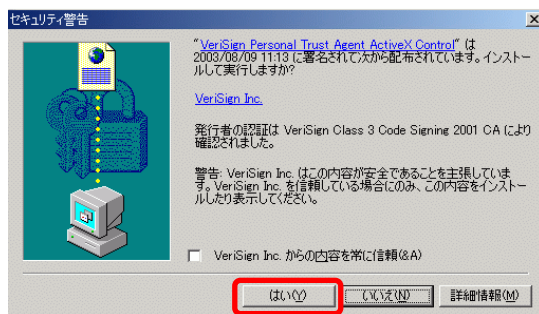 セキュリティ警告
"VeriSign Personal Trust Agent ActiveX Control" は
2003/08/09 11:13 に署名されて次から配布されています。インストー
ルして実行しますか?
VeriSign Inc.
発行者の認証は VeriSign Class 3 Code Signing 2001 CA により
確認されました。
警告: VeriSign Inc. はこの内容が安全であることを主張していま
す。VeriSign Inc. を信頼している場合にのみ、この内容をインストー
ルしたり表示してください。
VeriSign Inc. からの内容を常に信頼(&A)
はい(Y) いいえ(N) 詳細情報(M)